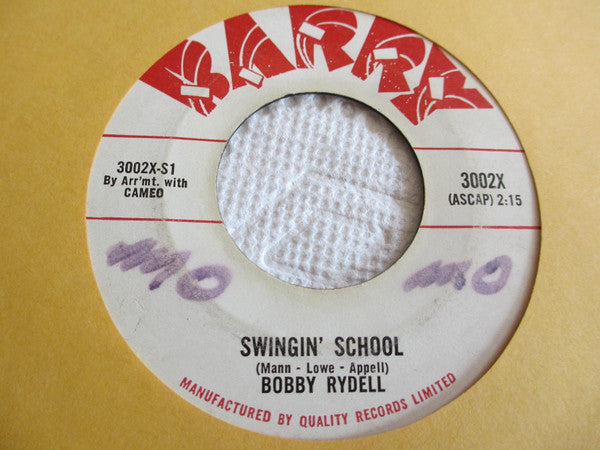 BARRY
3002X-S1
By Arr'mt. with
CAMEO
3002X
(ASCAP) 2:15
SWINGIN' SCHOOL
(Mann - Lowe - Appell)
BOBBY RYDELL
MANUFACTURED BY QUALITY RECORDS LIMITED